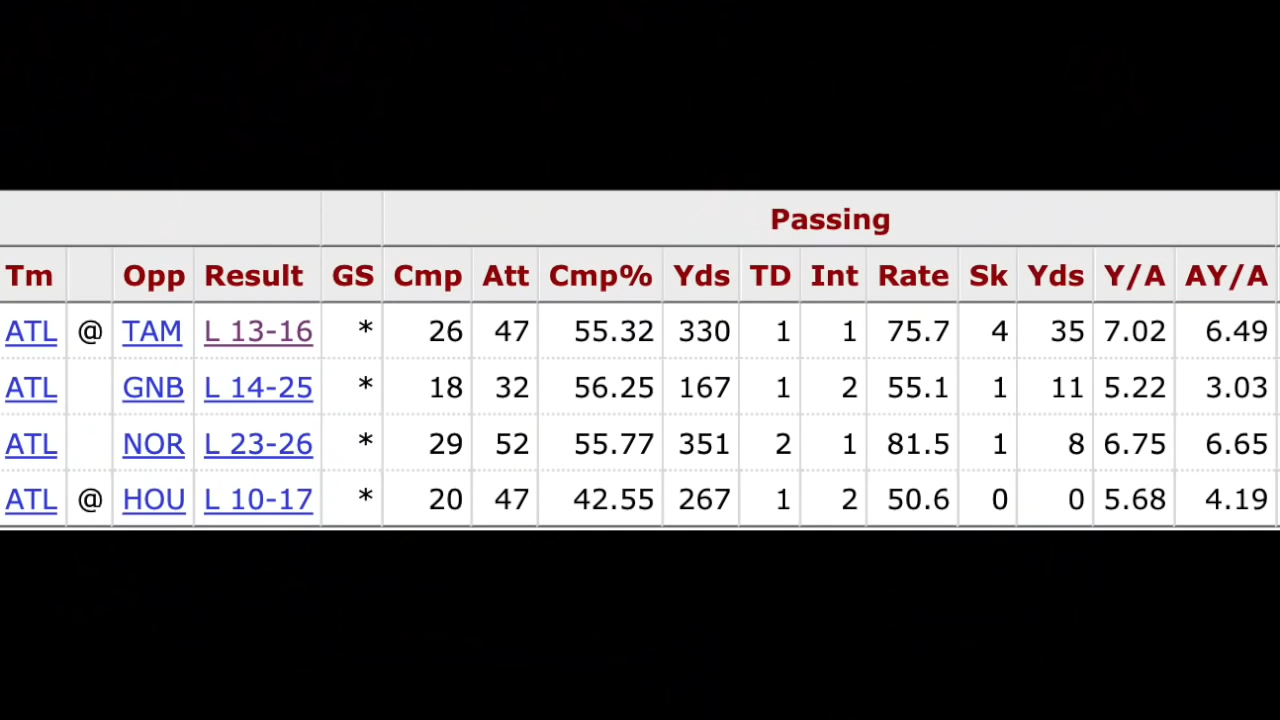 Passing
Tm Opp Result GS Cmp Att Cmp% Yds TD Int Rate Sk Yds Y/A AY/A
ATL @ TAM L 13-16 * 26 47 55.32 330 1 1 75.7 4 35 7.02 6.49
ATL GNB L 14-25 * 18 32 56.25 167 1 2 55.1 1 11 5.22 3.03
ATL NOR L 23-26 * 29 52 55.77 351 2 1 81.5 1 8 6.75 6.65
ATL @ HOU L 10-17 * 20 47 42.55 267 1 2 50.6 0 0 5.68 4.19